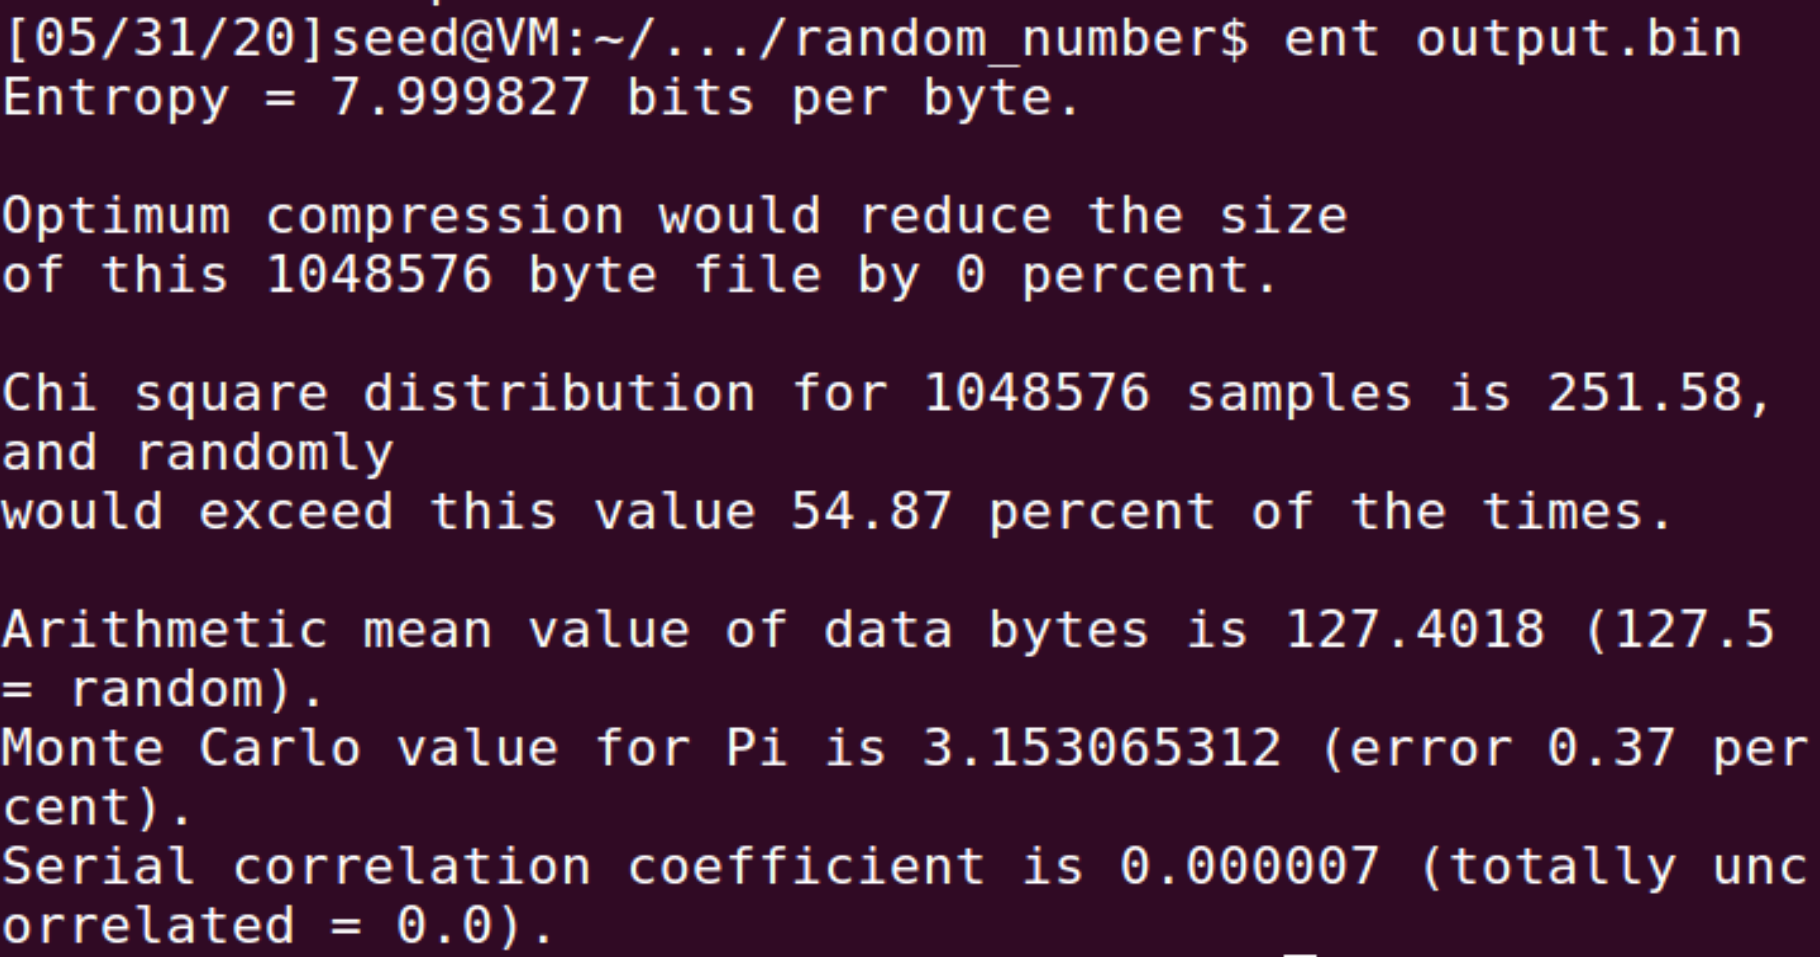 [05/31/20]seed@VM:~/.../random_number$ ent output.bin
Entropy = 7.999827 bits per byte.
Optimum compression would reduce the size
of this 1048576 byte file by 0 percent.
Chi square distribution for 1048576 samples is 251.58,
and randomly
would exceed this value 54.87 percent of the times.
Arithmetic mean value of data bytes is 127.4018 (127.5
= random).
Monte Carlo value for Pi is 3.153065312 (error 0.37 per
cent).
Serial correlation coefficient is 0.000007 (totally unc
orrelated = 0.0).